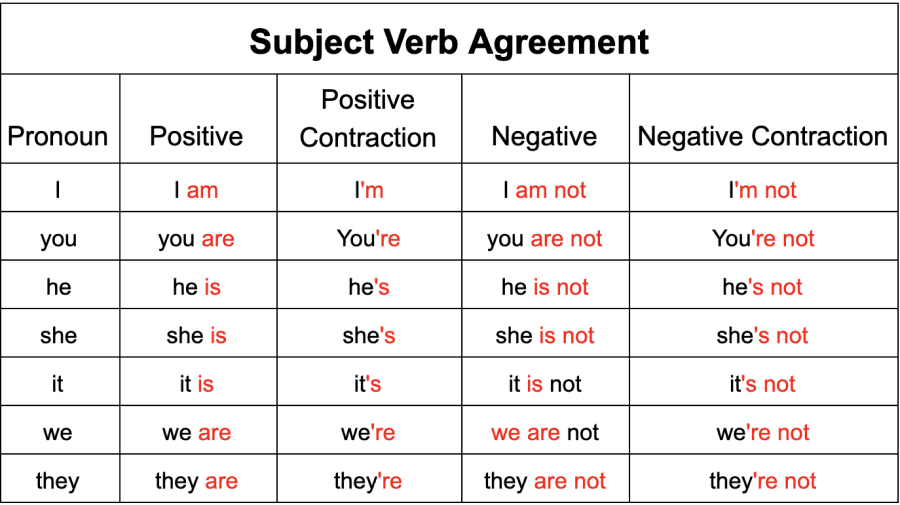 Subject Verb Agreement
Pronoun Positive Positive Contraction Negative Negative Contraction
I I am I'm I am not I'm not
you you are You're you are not You're not
he he is he's he is not he's not
she she is she's she is not she's not
it it is it's it is not it's not
we we are we're we are not we're not
they they are they're they are not they're not